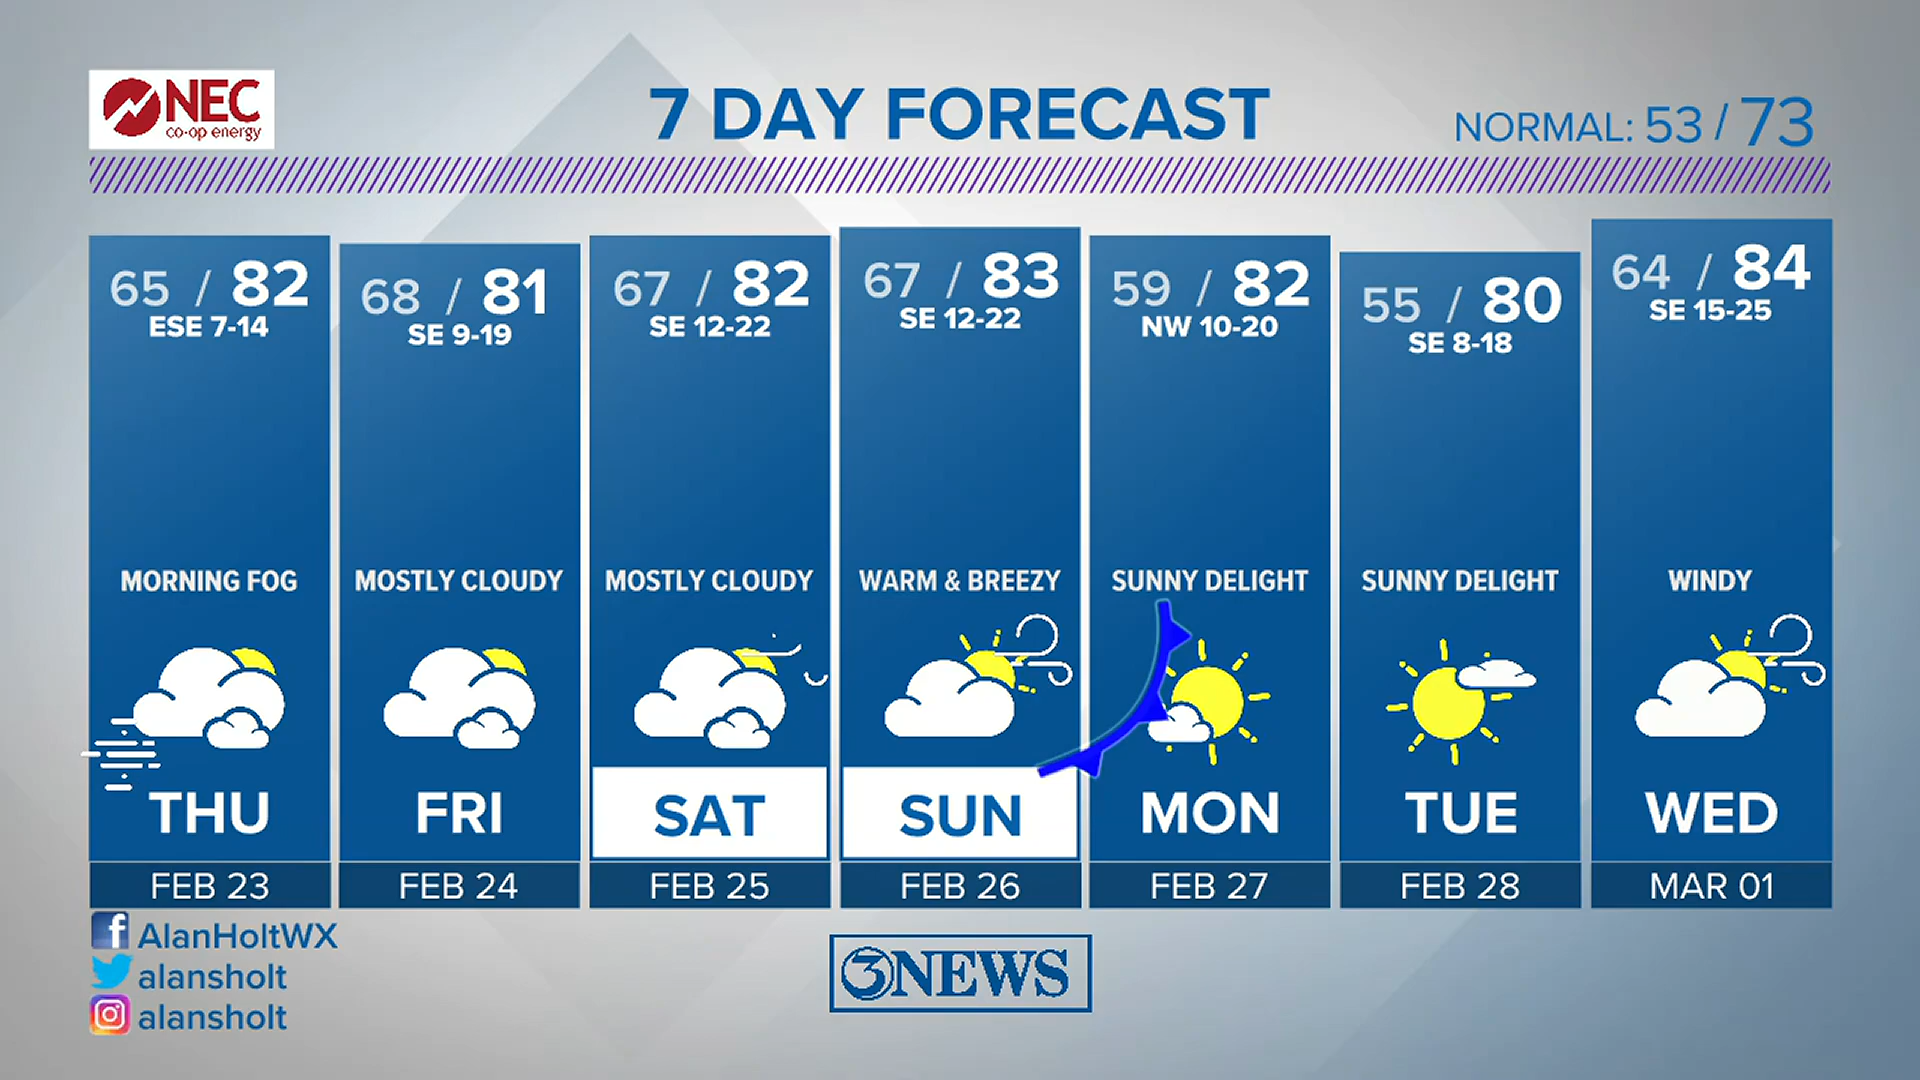 NEC
co-op energy
7 DAY FORECAST
NORMAL: 53 / 73
65 / 82
ESE 7-14
MORNING FOG
THU
FEB 23
68 / 81
SE 9-19
MOSTLY CLOUDY
FRI
FEB 24
67 / 82
SE 12-22
MOSTLY CLOUDY
SAT
FEB 25
67 / 83
SE 12-22
WARM & BREEZY
SUN
FEB 26
59 / 82
NW 10-20
SUNNY DELIGHT
MON
FEB 27
55 / 80
SE 8-18
SUNNY DELIGHT
TUE
FEB 28
64 / 84
SE 15-25
WINDY
WED
MAR 01
f AlanHoltWX
alansholt
alansholt
3NEWS